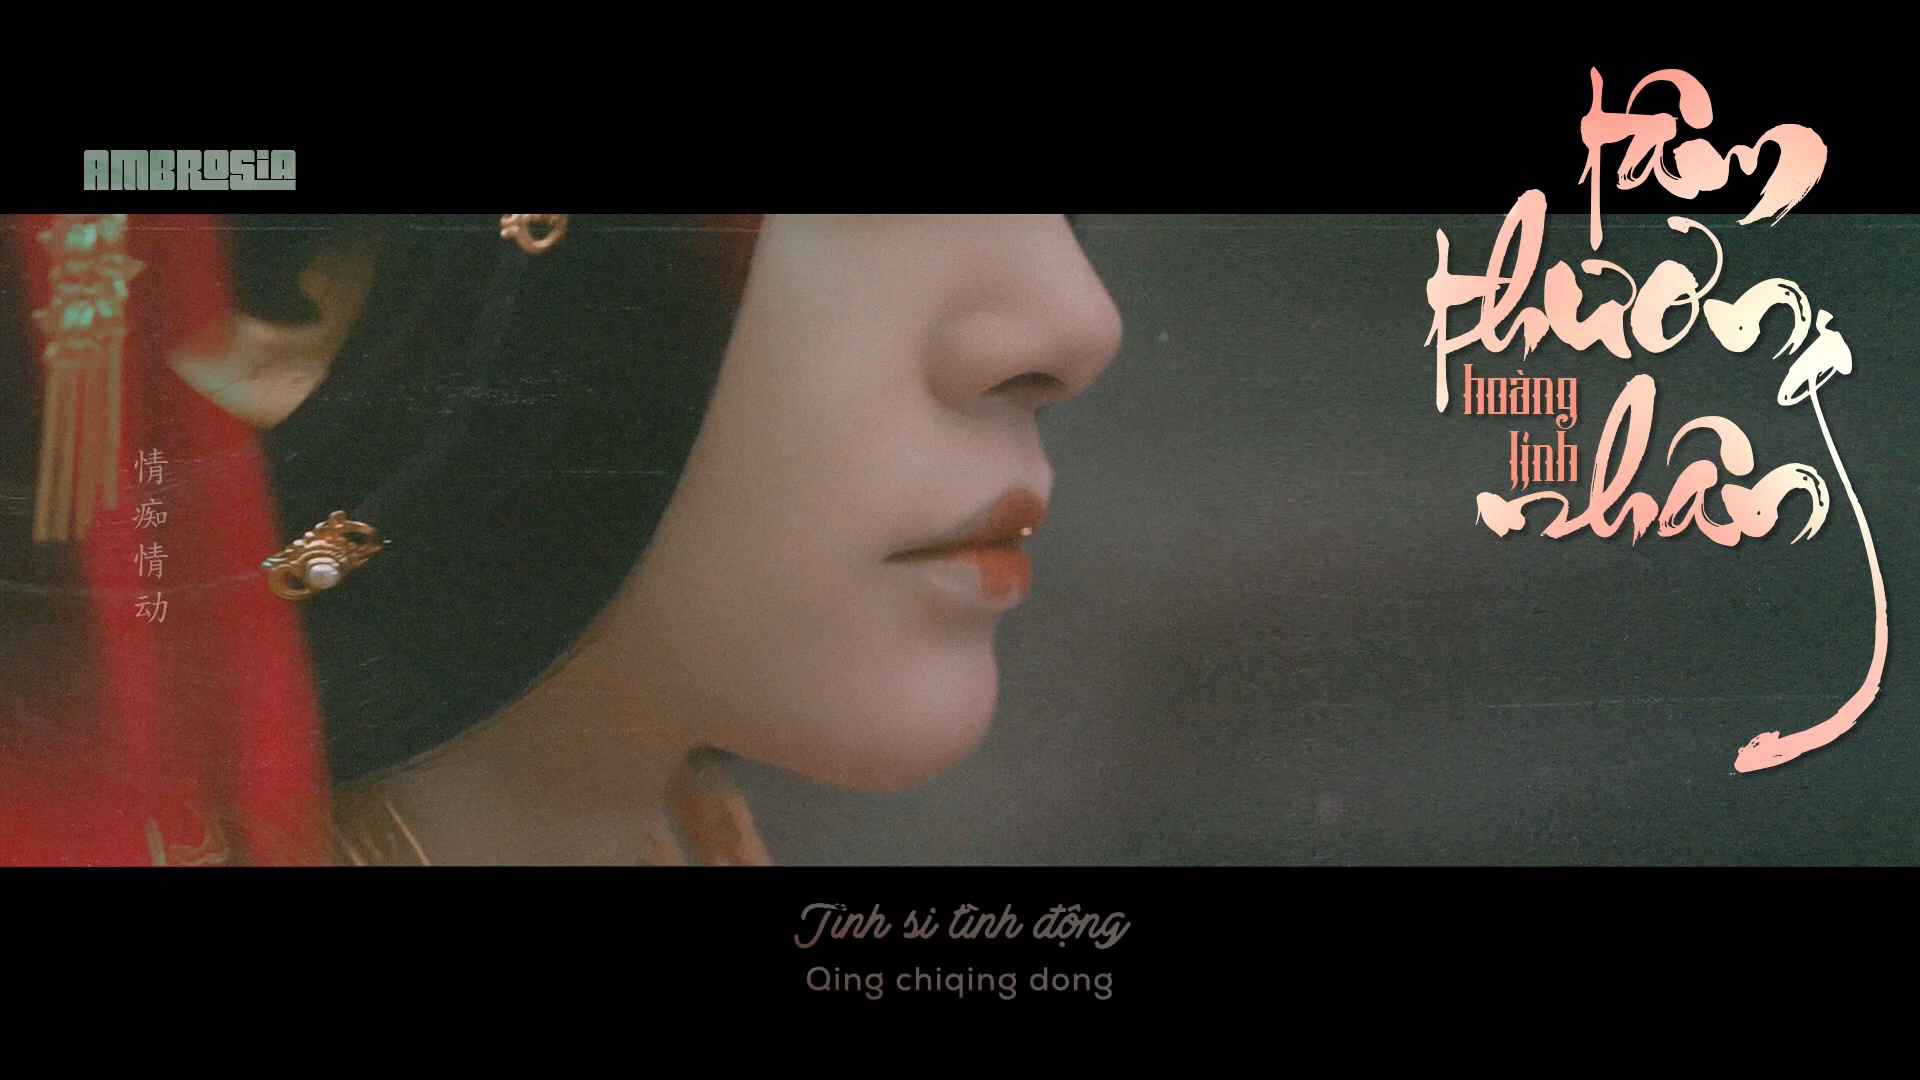 AMBROSIA
tâm
thượng
hoàng
linh
nhân
情痴情动
Tình si tình động
Qing chiqing dong